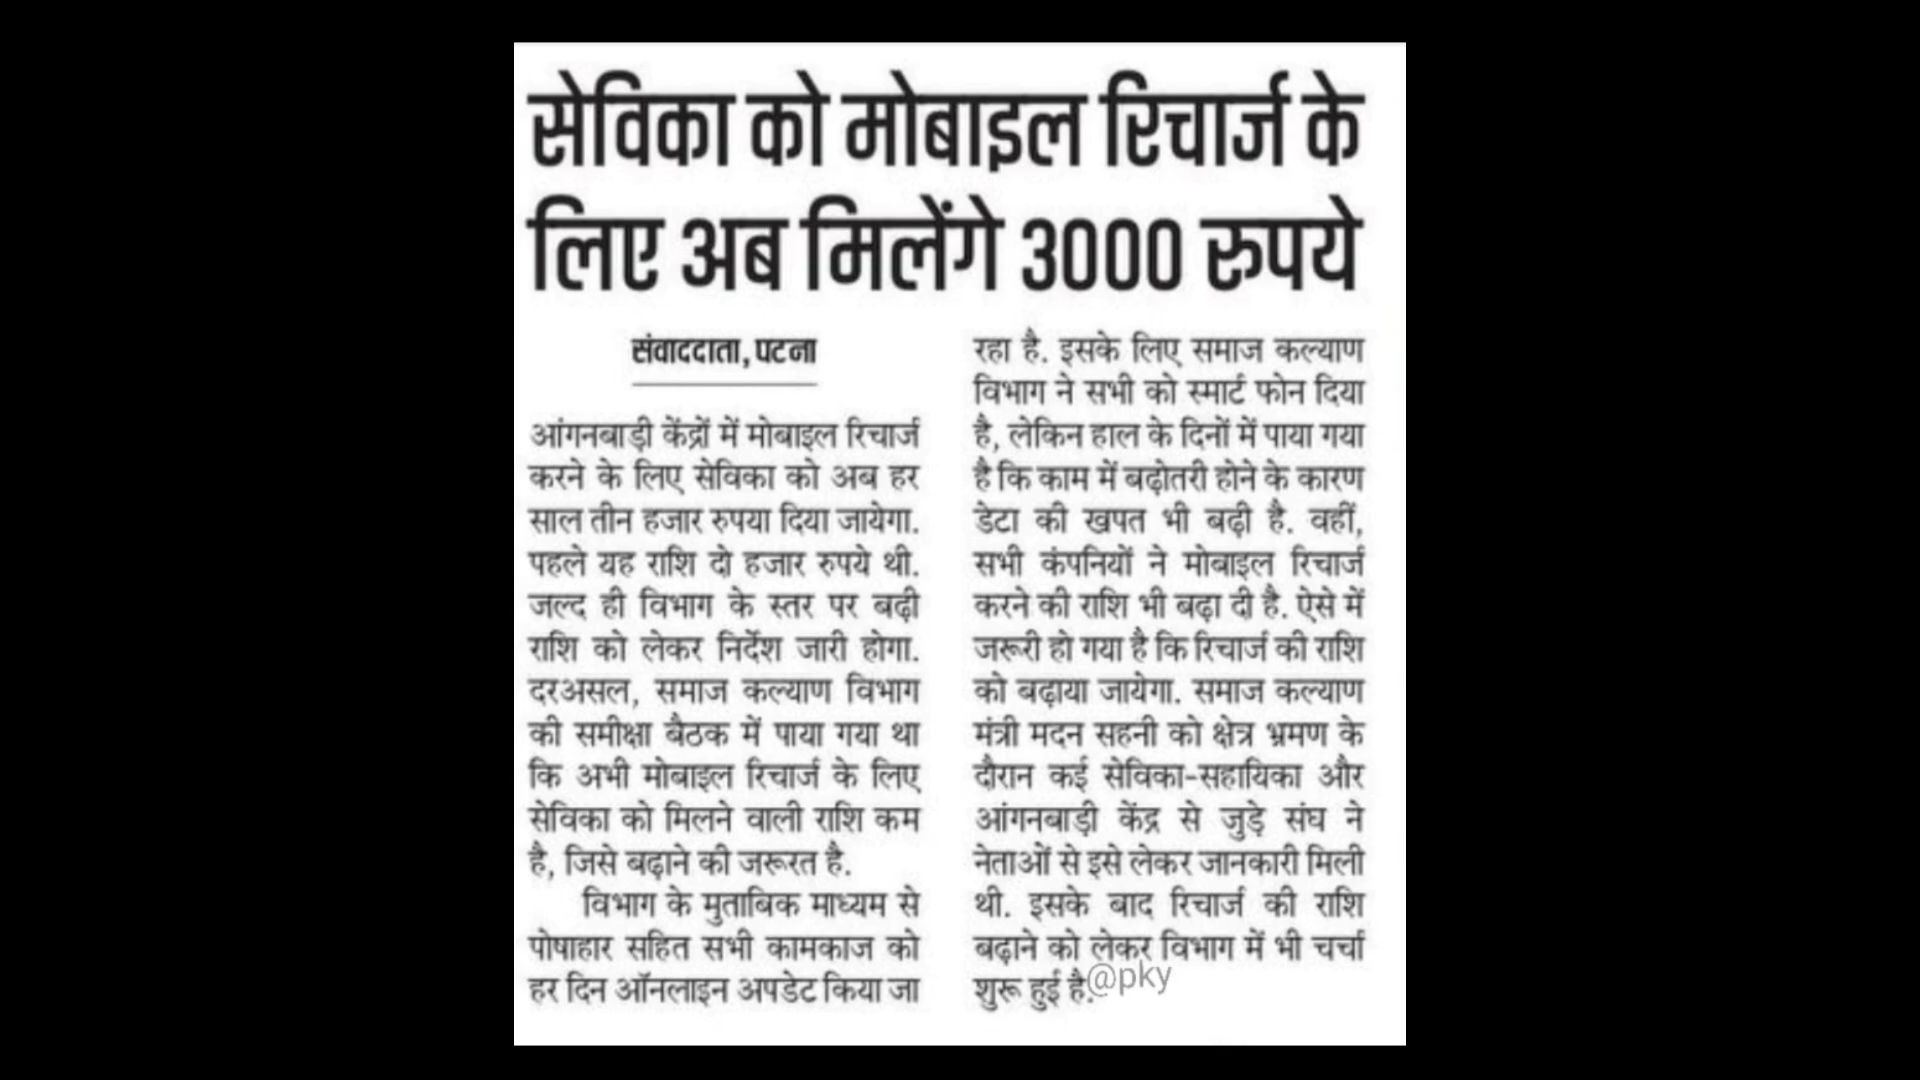 सेविका को मोबाइल रिचार्ज के
लिए अब मिलेंगे 3000 रुपये
संवाददाता, पटना
आंगनबाड़ी केंद्रों में मोबाइल रिचार्ज
करने के लिए सेविका को अब हर
साल तीन हजार रुपया दिया जायेगा.
पहले यह राशि दो हजार रुपये थी.
जल्द ही विभाग के स्तर पर बढ़ी
राशि को लेकर निर्देश जारी होगा.
दरअसल, समाज कल्याण विभाग
की समीक्षा बैठक में पाया गया था
कि अभी मोबाइल रिचार्ज के लिए
सेविका को मिलने वाली राशि कम
है, जिसे बढ़ाने की जरूरत है.
विभाग के मुताबिक माध्यम से
पोषाहार सहित सभी कामकाज को
हर दिन ऑनलाइन अपडेट किया जा
रहा है. इसके लिए समाज कल्याण
विभाग ने सभी को स्मार्ट फोन दिया
है, लेकिन हाल के दिनों में पाया गया
है कि काम में बढ़ोतरी होने के कारण
डेटा की खपत भी बढ़ी है. वहीं,
सभी कंपनियों ने मोबाइल रिचार्ज
करने की राशि भी बढ़ा दी है. ऐसे में
जरूरी हो गया है कि रिचार्ज की राशि
को बढ़ाया जायेगा. समाज कल्याण
मंत्री मदन सहनी को क्षेत्र भ्रमण के
दौरान कई सेविका-सहायिका और
आंगनबाड़ी केंद्र से जुड़े संघ ने
नेताओं से इसे लेकर जानकारी मिली
थी. इसके बाद रिचार्ज की राशि
बढ़ाने को लेकर विभाग में भी चर्चा
शुरू हुई है.
@pky